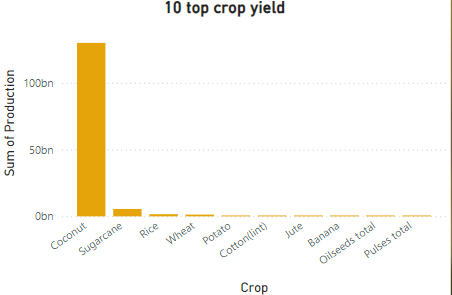 10 top crop yield
Sum of Production
100bn
50bn
0bn
Coconut
Sugarcane
Rice
Wheat
Potato
Cotton(lint)
Jute
Banana
Oilseeds total
Pulses total
Crop